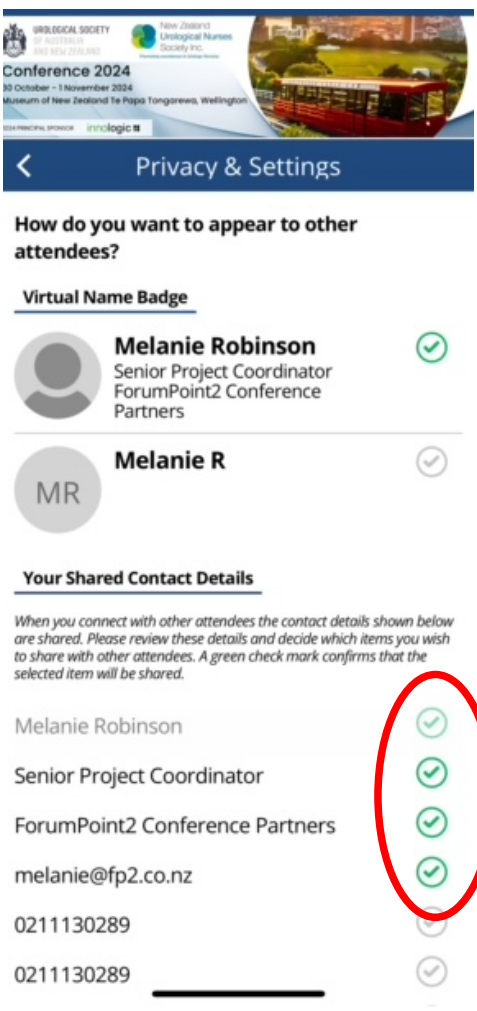 UROLOGICAL SOCIETY
OF AUSTRALIA
AND NEW ZEALAND
New Zealand
Urological Nurses
Society Inc.
Conference 2024
30 October - 1 November 2024
Museum of New Zealand Te Papa Tongarewa, Wellington
2024 PRINCIPAL SPONSOR innologic
Privacy & Settings
How do you want to appear to other
attendees?
Virtual Name Badge
Melanie Robinson
Senior Project Coordinator
ForumPoint2 Conference
Partners
MR
Melanie R
Your Shared Contact Details
When you connect with other attendees the contact details shown below
are shared. Please review these details and decide which items you wish
to share with other attendees. A green check mark confirms that the
selected item will be shared.
Melanie Robinson
Senior Project Coordinator
ForumPoint2 Conference Partners
melanie@fp2.co.nz
0211130289
0211130289